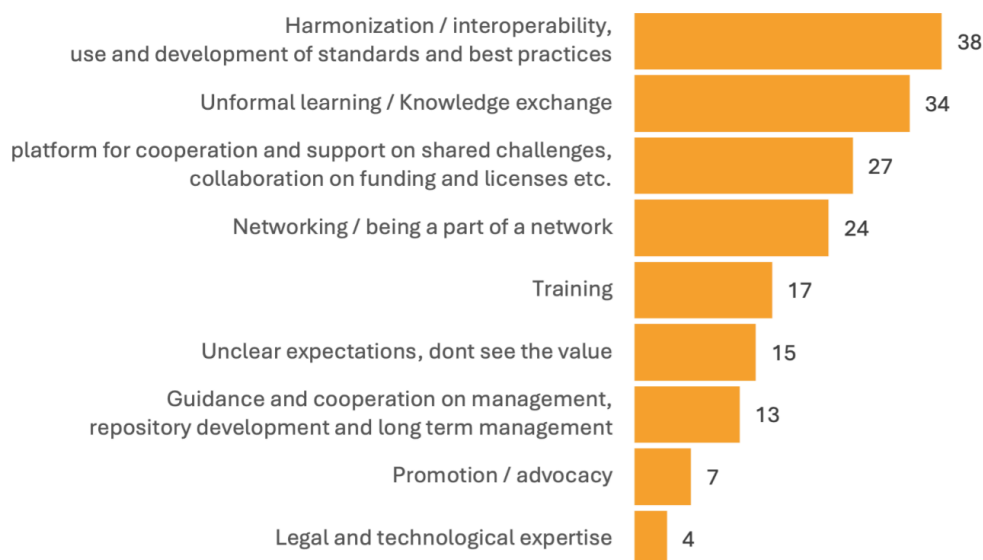 Harmonization / interoperability,
use and development of standards and best practices
38
Unformal learning / Knowledge exchange
34
platform for cooperation and support on shared challenges,
collaboration on funding and licenses etc.
27
Networking / being a part of a network
24
Training
17
Unclear expectations, dont see the value
15
Guidance and cooperation on management,
repository development and long term management
13
Promotion / advocacy
7
Legal and technological expertise
4